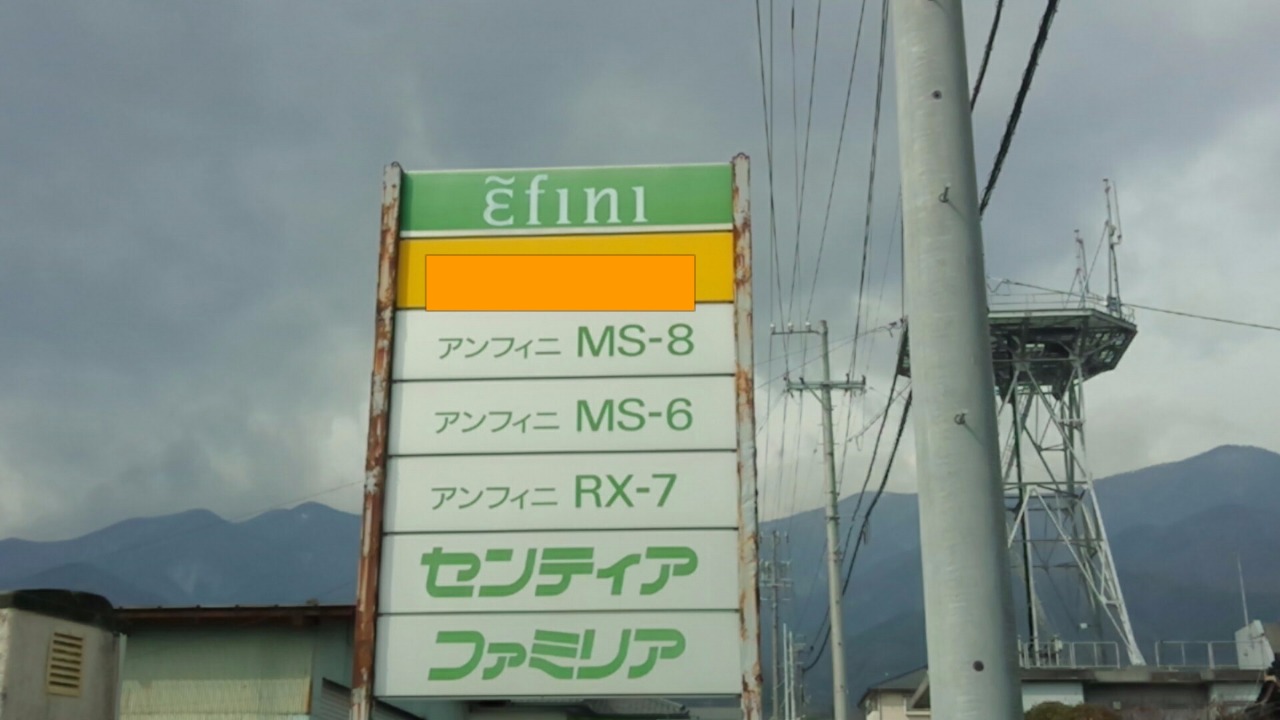 ɛ̃fını
アンフィニ MS-8
アンフィニ MS-6
アンフィニ RX-7
センティア
ファミリア